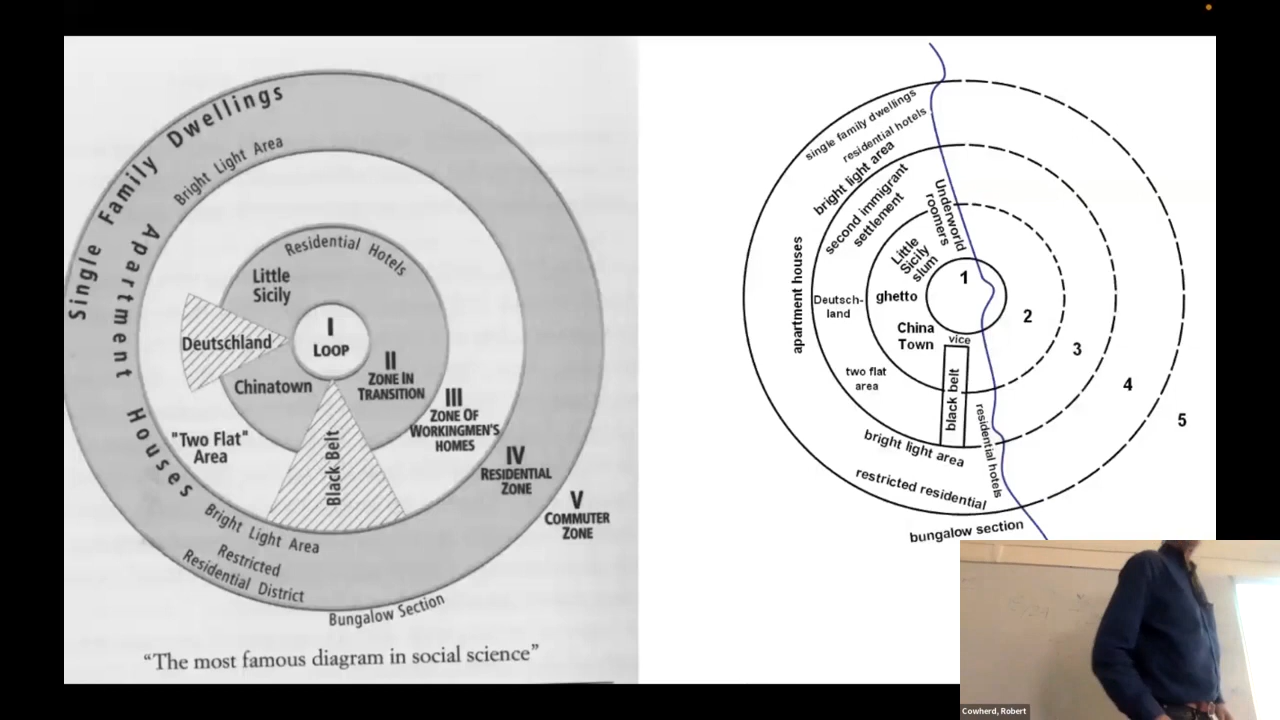 Single Family Dwellings
Bright Light Area
Apartment Houses
Residential Hotels
Little
Sicily
I
LOOP
Deutschland
Chinatown
II
ZONE IN
TRANSITION
III
ZONE OF
WORKINGMEN'S
HOMES
"Two Flat"
Area
Black Belt
IV
RESIDENTIAL
ZONE
V
COMMUTER
ZONE
Bright Light Area
Restricted
Residential District
Bungalow Section
"The most famous diagram in social science"
single family dwellings
residential hotels
bright light area
second immigrant
settlement
Underworld
roomers
Little
Sicily
slum
1
apartment houses
Deutsch-
land
ghetto
2
China
Town
vice
3
two flat
area
black belt
4
residential hotels
5
bright light area
restricted residential
bungalow section
Cowherd, Robert